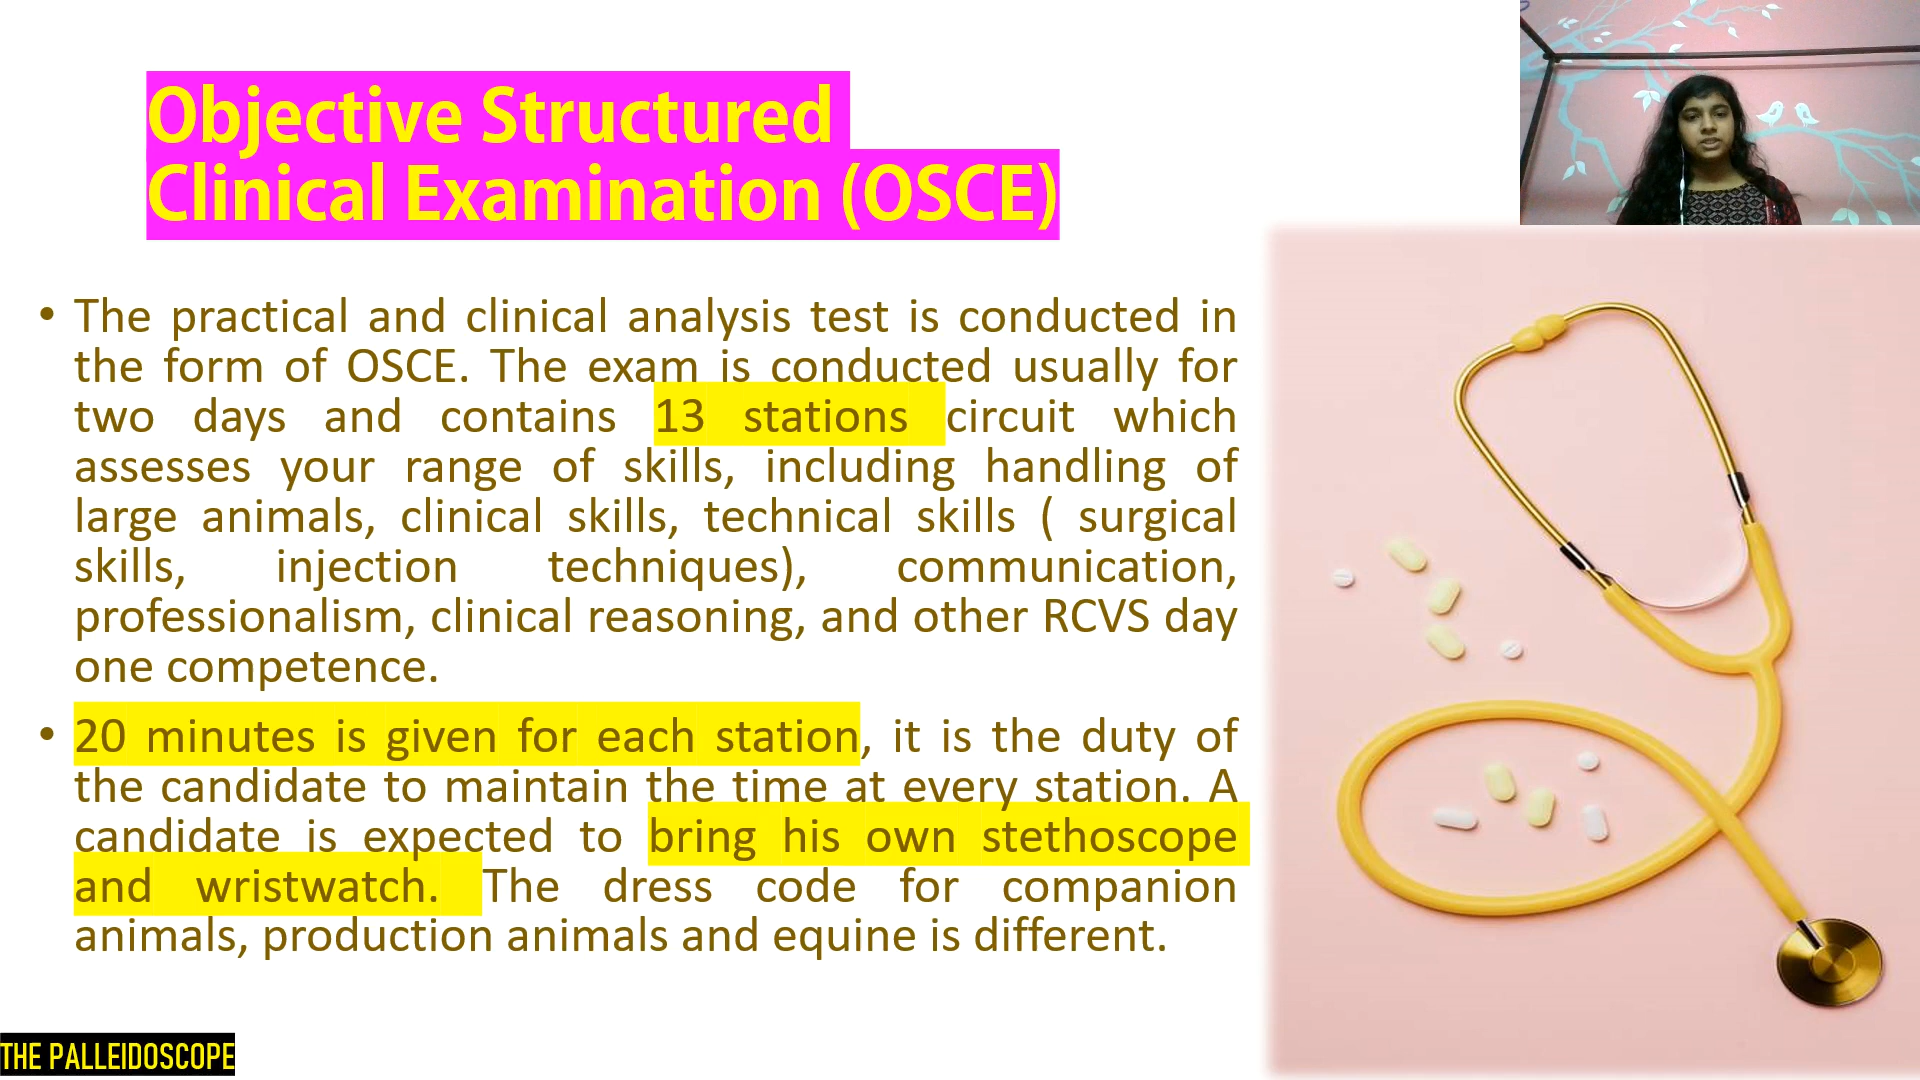 Objective Structured
Clinical Examination (OSCE)
• The practical and clinical analysis test is conducted in
the form of OSCE. The exam is conducted usually for
two days and contains 13 stations circuit which
assesses your range of skills, including handling of
large animals, clinical skills, technical skills ( surgical
skills, injection techniques), communication,
professionalism, clinical reasoning, and other RCVS day
one competence.
• 20 minutes is given for each station, it is the duty of
the candidate to maintain the time at every station. A
candidate is expected to bring his own stethoscope
and wristwatch. The dress code for companion
animals, production animals and equine is different.
THE PALLEIDOSCOPE